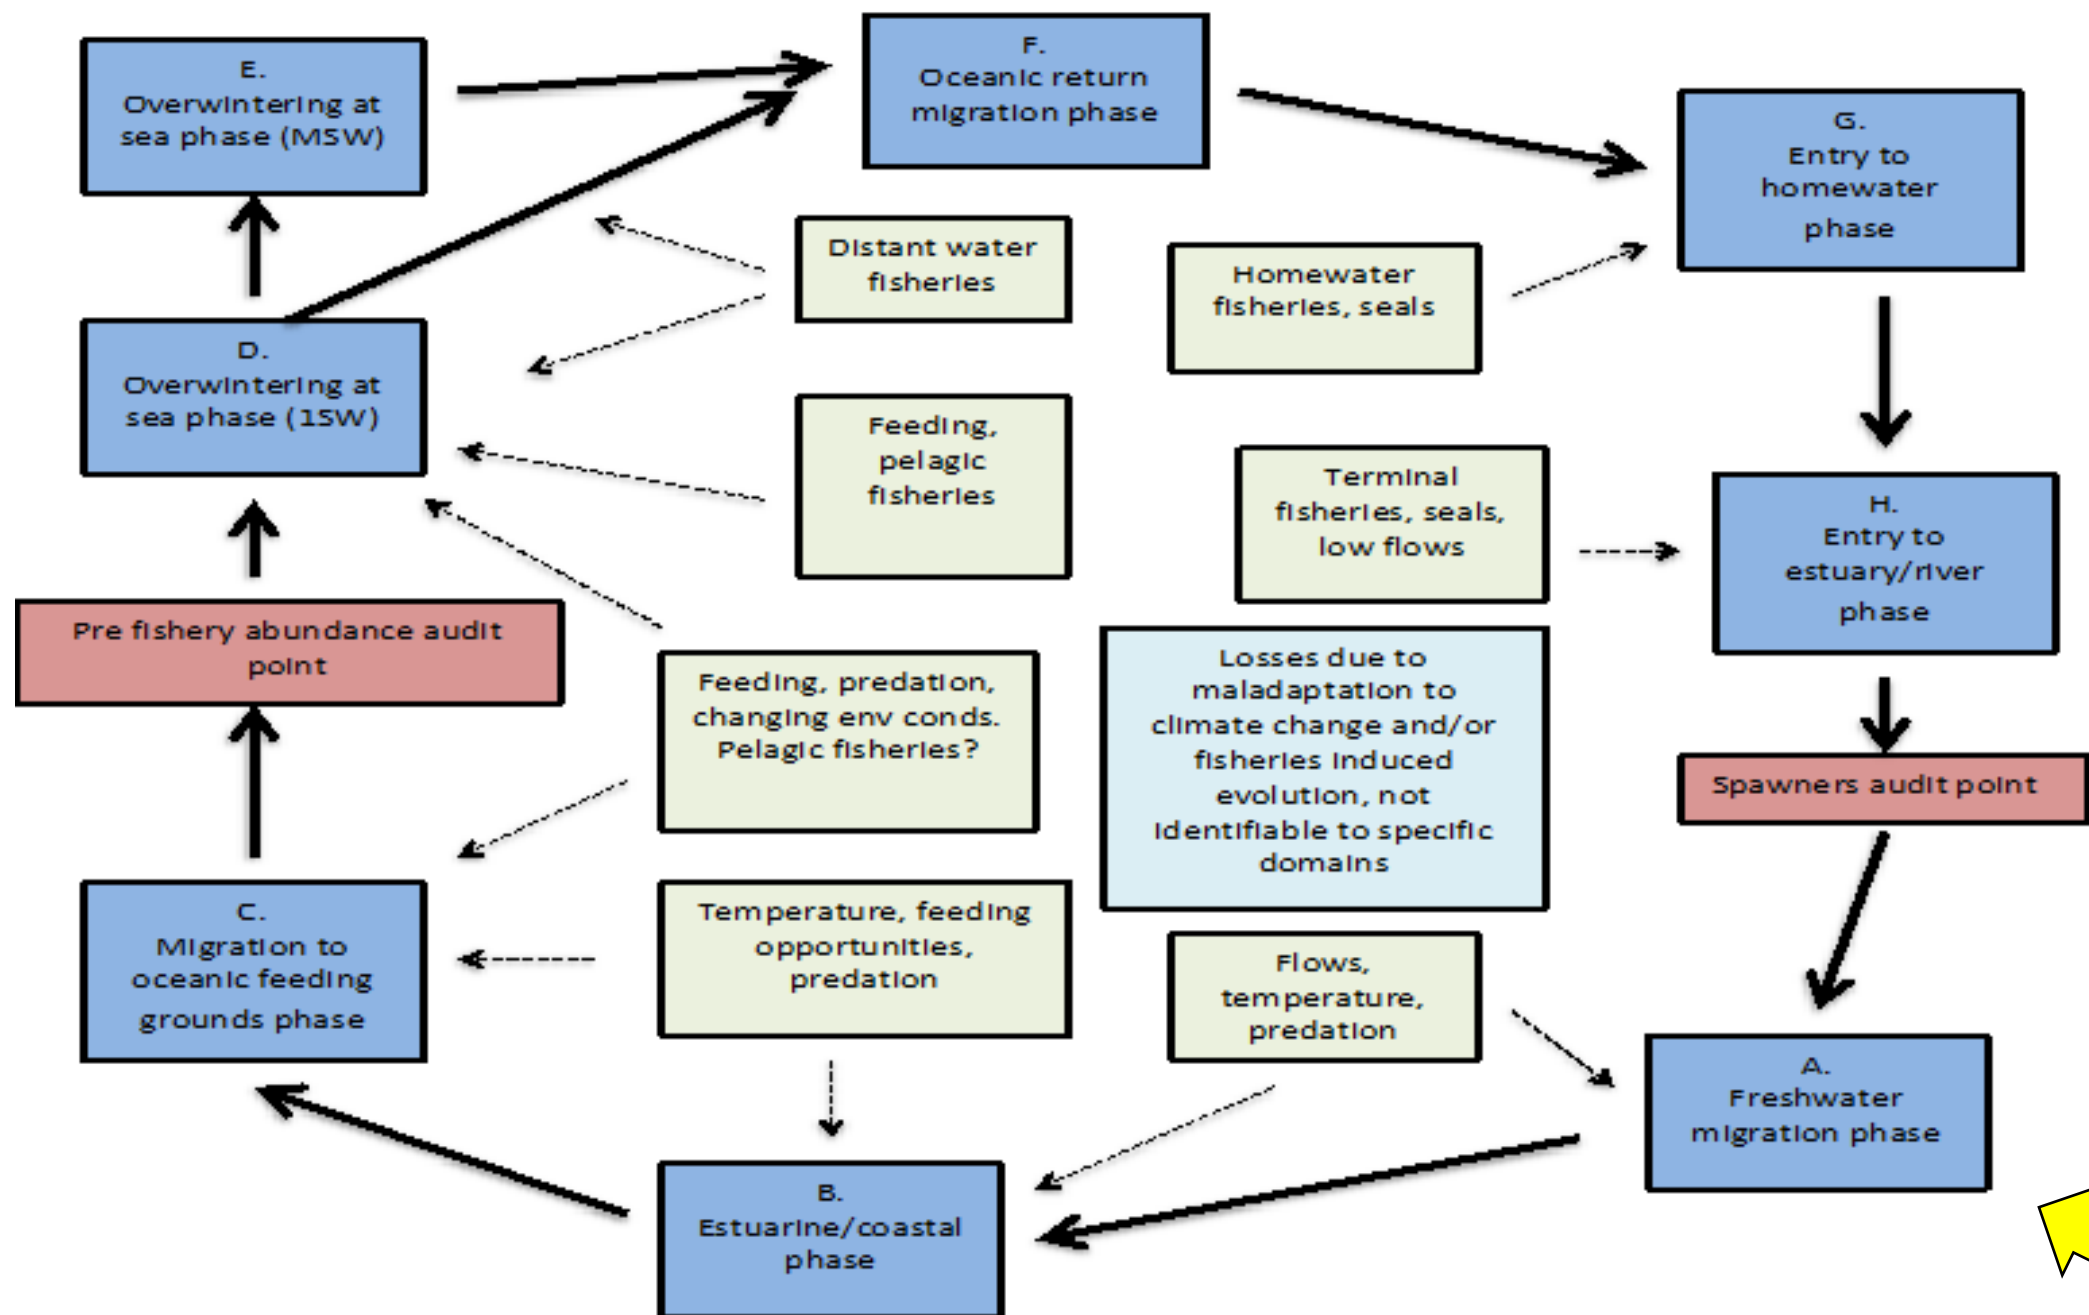 E.
Overwintering at
sea phase (MSW)
F.
Oceanic return
migration phase
G.
Entry to
homewater
phase
Distant water
fisheries
Homewater
fisheries, seals
D.
Overwintering at
sea phase (1SW)
Feeding,
pelagic
fisheries
Terminal
fisheries, seals,
low flows
H.
Entry to
estuary/river
phase
Pre fishery abundance audit
point
Feeding, predation,
changing env conds.
Pelagic fisheries?
Losses due to
maladaptation to
climate change and/or
fisheries induced
evolution, not
identifiable to specific
domains
Spawners audit point
C.
Migration to
oceanic feeding
grounds phase
Temperature, feeding
opportunities,
predation
Flows,
temperature,
predation
A.
Freshwater
migration phase
B.
Estuarine/coastal
phase